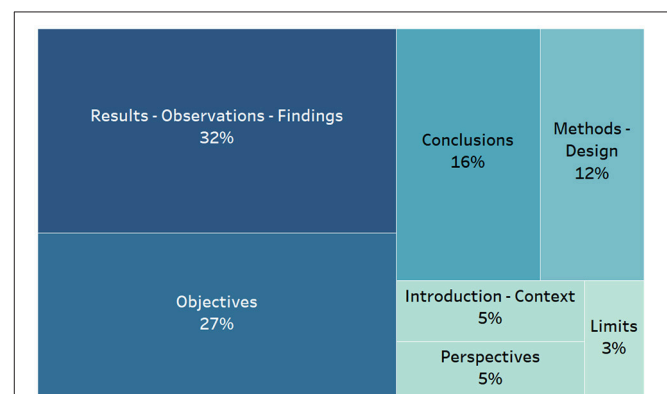 Results - Observations - Findings
32%
Objectives
27%
Conclusions
16%
Methods -
Design
12%
Introduction - Context
5%
Perspectives
5%
Limits
3%